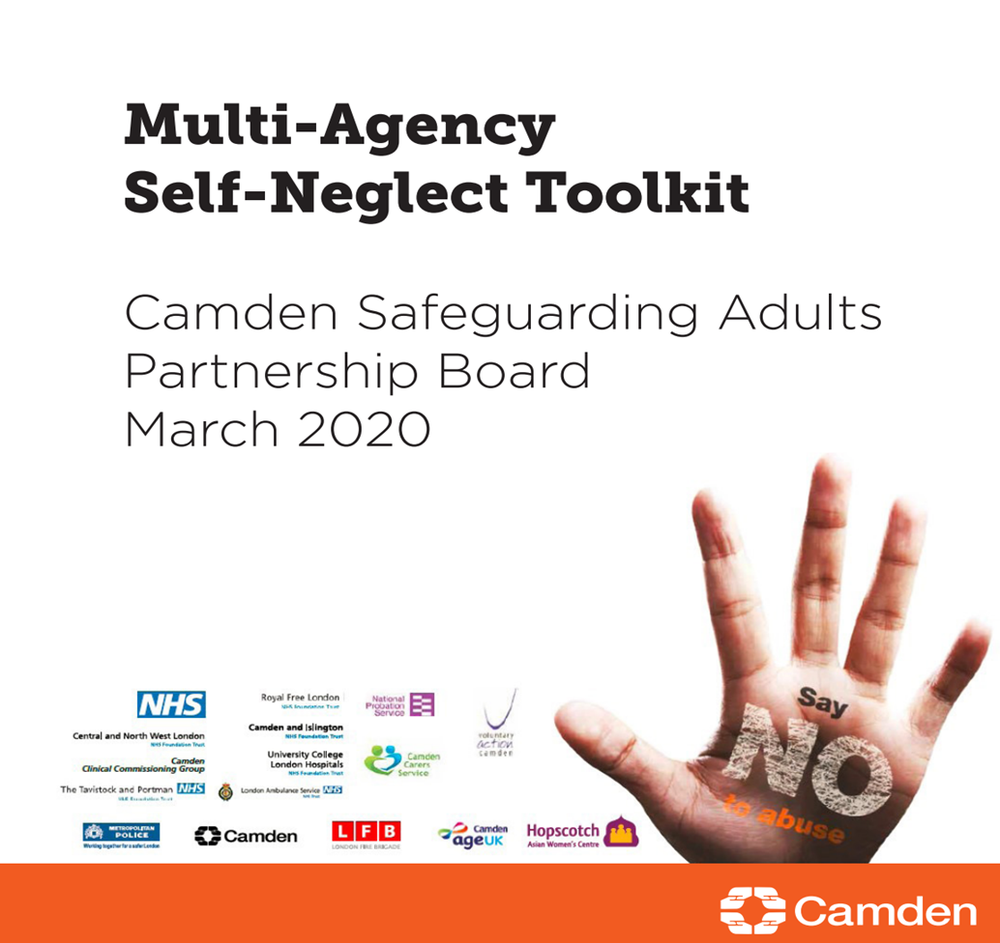 Multi-Agency
Self-Neglect Toolkit
Camden Safeguarding Adults
Partnership Board
March 2020
Say
NO
to abuse
NHS
Central and North West London
NHS Foundation Trust
Camden
Clinical Commissioning Group
The Tavistock and Portman NHS
NHS Foundation Trust
Royal Free London
NHS Foundation Trust
Camden and Islington
NHS Foundation Trust
University College
London Hospitals
NHS Foundation Trust
London Ambulance Service NHS
NHS Trust
National
Probation
Service
Camden
Carers
Service
voluntary
action
camden
METROPOLITAN
POLICE
Working together for a safer London
Camden
LFB
LONDON FIRE BRIGADE
Camden
ageUK
Hopscotch
Asian Women's Centre
Camden